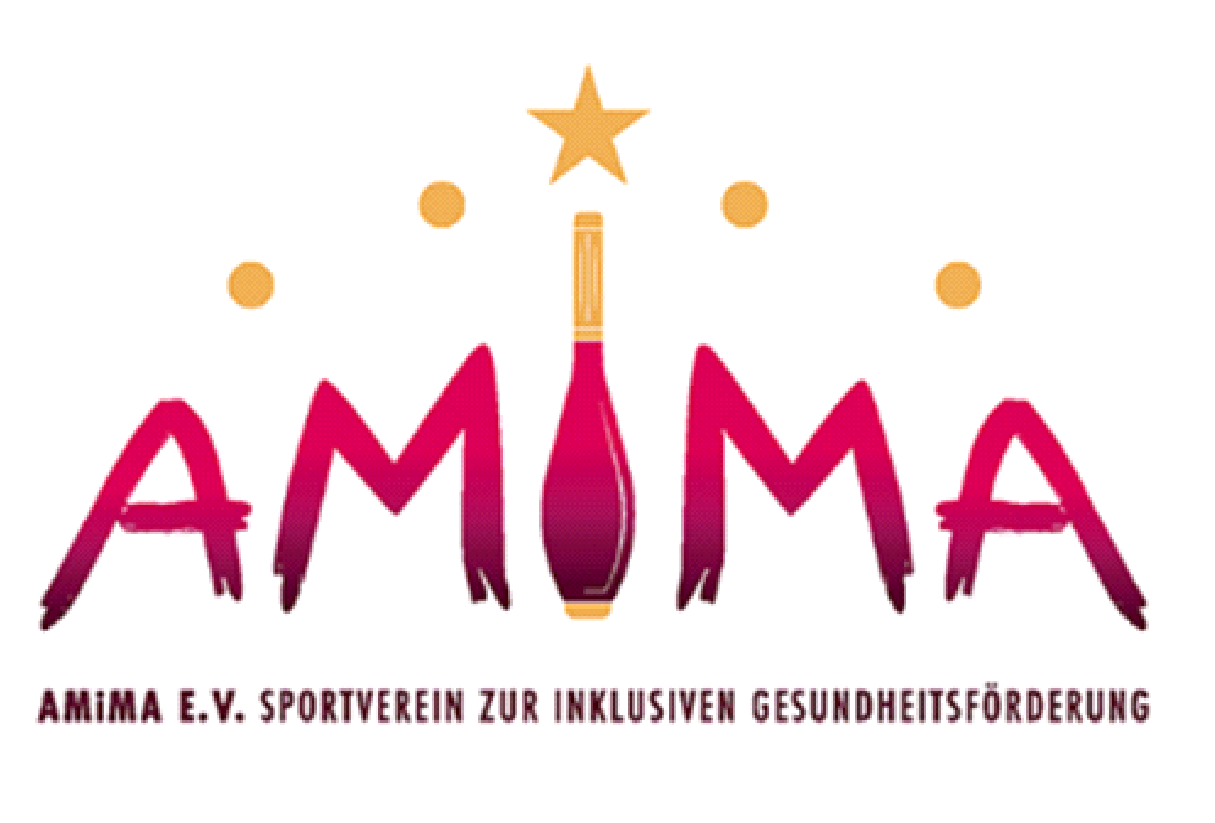 AMIMA
AMiMA E.V. SPORTVEREIN ZUR INKLUSIVEN GESUNDHEITSFÖRDERUNG